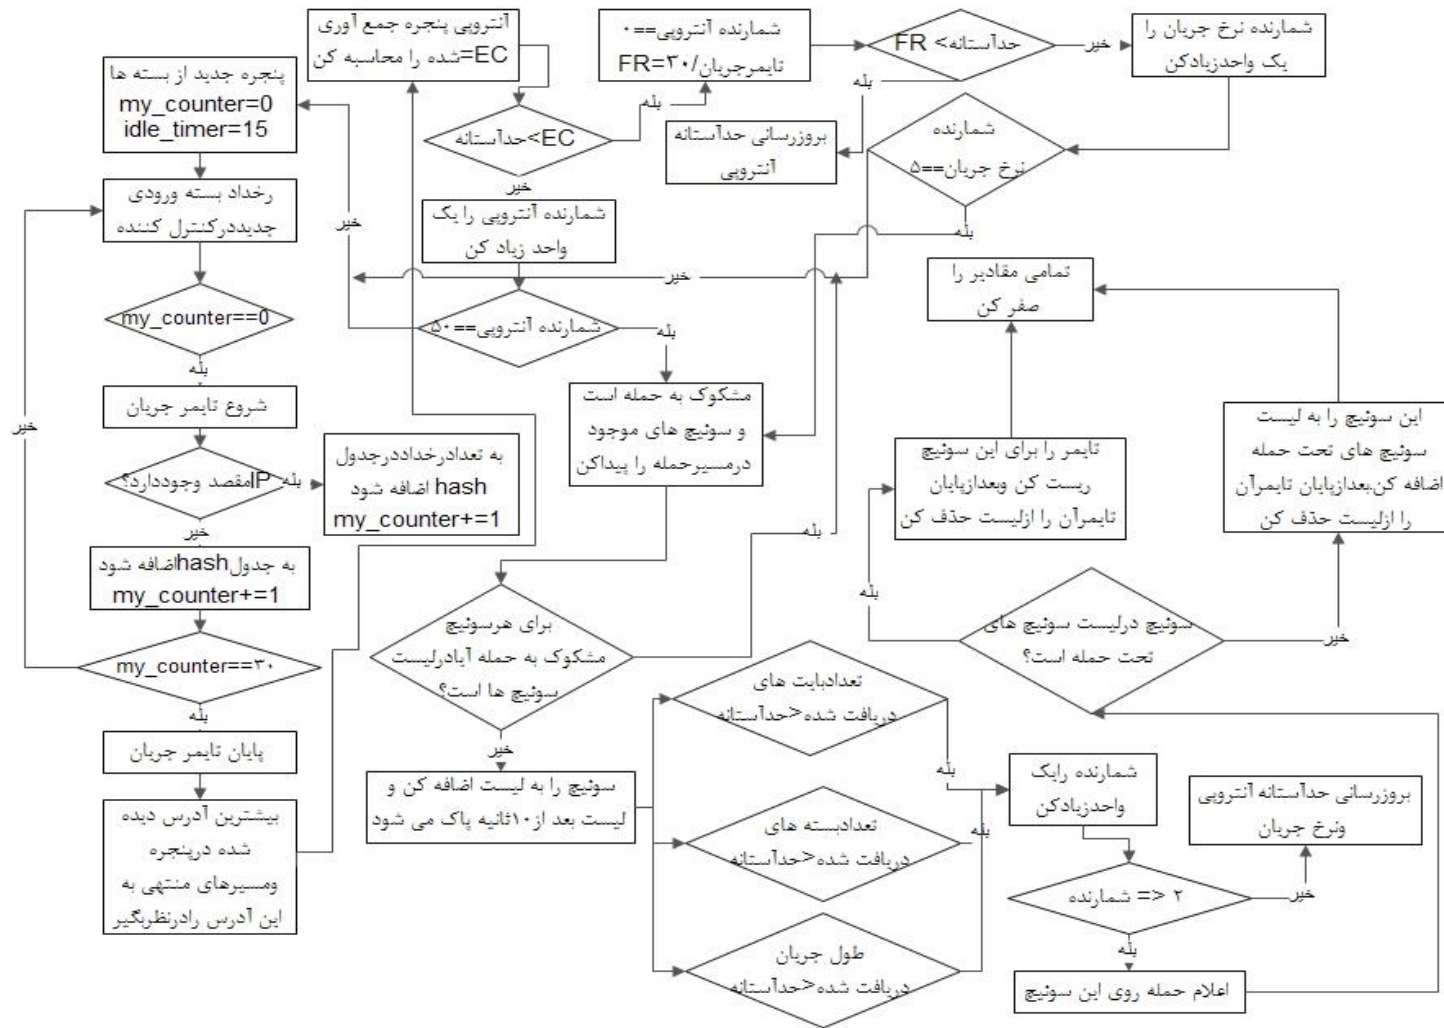 پنجره جدید از بسته ها
my_counter=0
idle_timer=15
رخداد بسته ورودی
جدیددرکنترل کننده
my_counter==0
بله
شروع تایمر جریان
IPمقصد وجوددارد؟
بله
به تعدادرخداددرجدول
hash اضافه شود
my_counter+=1
خیر
به جدولhashاضافه شود
my_counter+=1
my_counter==۳۰
خیر
بله
پایان تایمر جریان
بیشترین آدرس دیده
شده درپنجره
ومسیرهای منتهی به
این آدرس رادرنظربگیر
آنتروپی پنجره جمع آوری
شده را محاسبه کن=EC
EC>حدآستانه
بله
خیر
شمارنده آنتروپی==۰
تایمرجریان/۳۰=FR
حدآستانه> FR
خیر
بله
شمارنده نرخ جریان را
یک واحدزیادکن
بروزرسانی حدآستانه
آنتروپی
شمارنده
نرخ جریان==۵
بله
خیر
شمارنده آنتروپی را یک
واحد زیاد کن
شمارنده آنتروپی==۵۰
خیر
بله
مشکوک به حمله است
و سوئیچ های موجود
درمسیرحمله را پیداکن
برای هرسوئیچ
مشکوک به حمله آیادرلیست
سوئیچ ها است؟
بله
خیر
سوئیچ را به لیست اضافه کن و
لیست بعد از۱۰ثانیه پاک می شود
تعدادبایت های
دریافت شده>حدآستانه
بله
تعدادبسته های
دریافت شده>حدآستانه
بله
طول جریان
دریافت شده>حدآستانه
شمارنده رایک
واحدزیادکن
۲ <= شمارنده
خیر
بله
بروزرسانی حدآستانه آنتروپی
ونرخ جریان
اعلام حمله روی این سوئیچ
سوئیچ درلیست سوئیچ های
تحت حمله است؟
بله
خیر
تایمر را برای این سوئیچ
ریست کن وبعدازپایان
تایمرآن را ازلیست حذف کن
این سوئیچ را به لیست
سوئیچ های تحت حمله
اضافه کن.بعدازپایان تایمرآن
را ازلیست حذف کن
تمامی مقادیر را
صفر کن